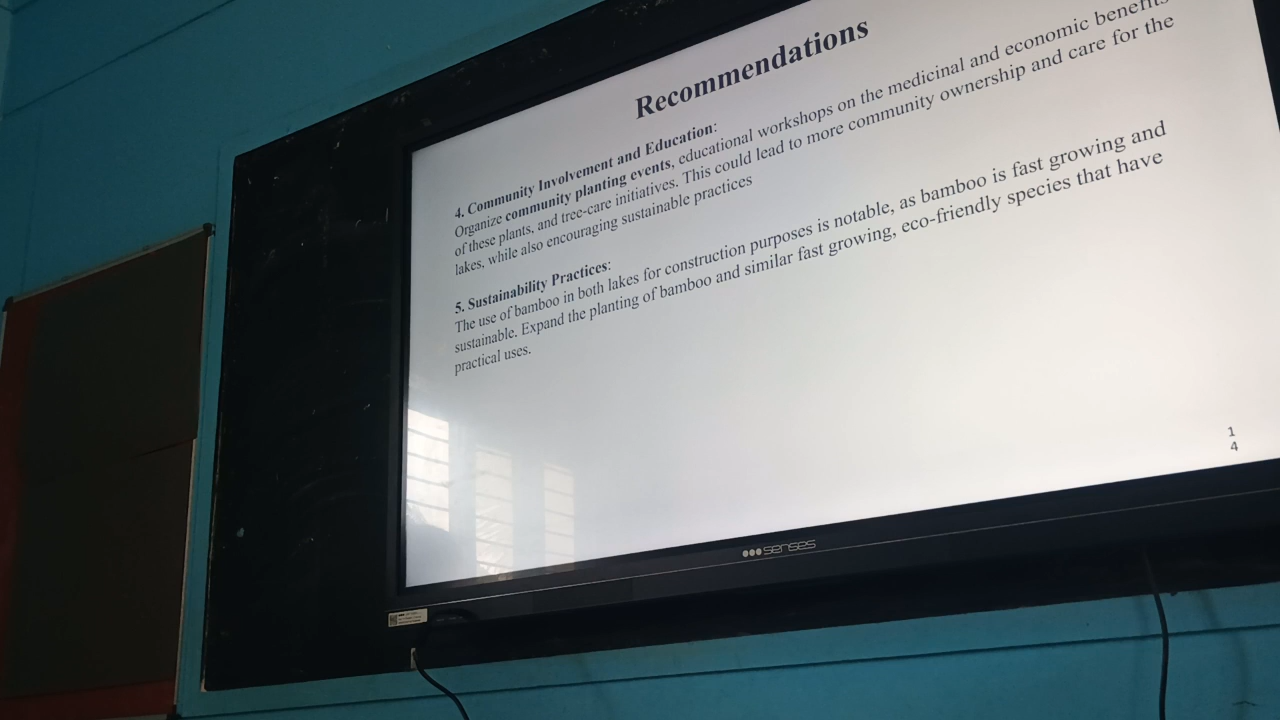 Recommendations
4. Community Involvement and Education:
Organize community planting events, educational workshops on the medicinal and economic benefits
of these plants, and tree-care initiatives. This could lead to more community ownership and care for the
lakes, while also encouraging sustainable practices
5. Sustainability Practices:
The use of bamboo in both lakes for construction purposes is notable, as bamboo is fast growing and
sustainable. Expand the planting of bamboo and similar fast growing, eco-friendly species that have
practical uses.
1
4
senses